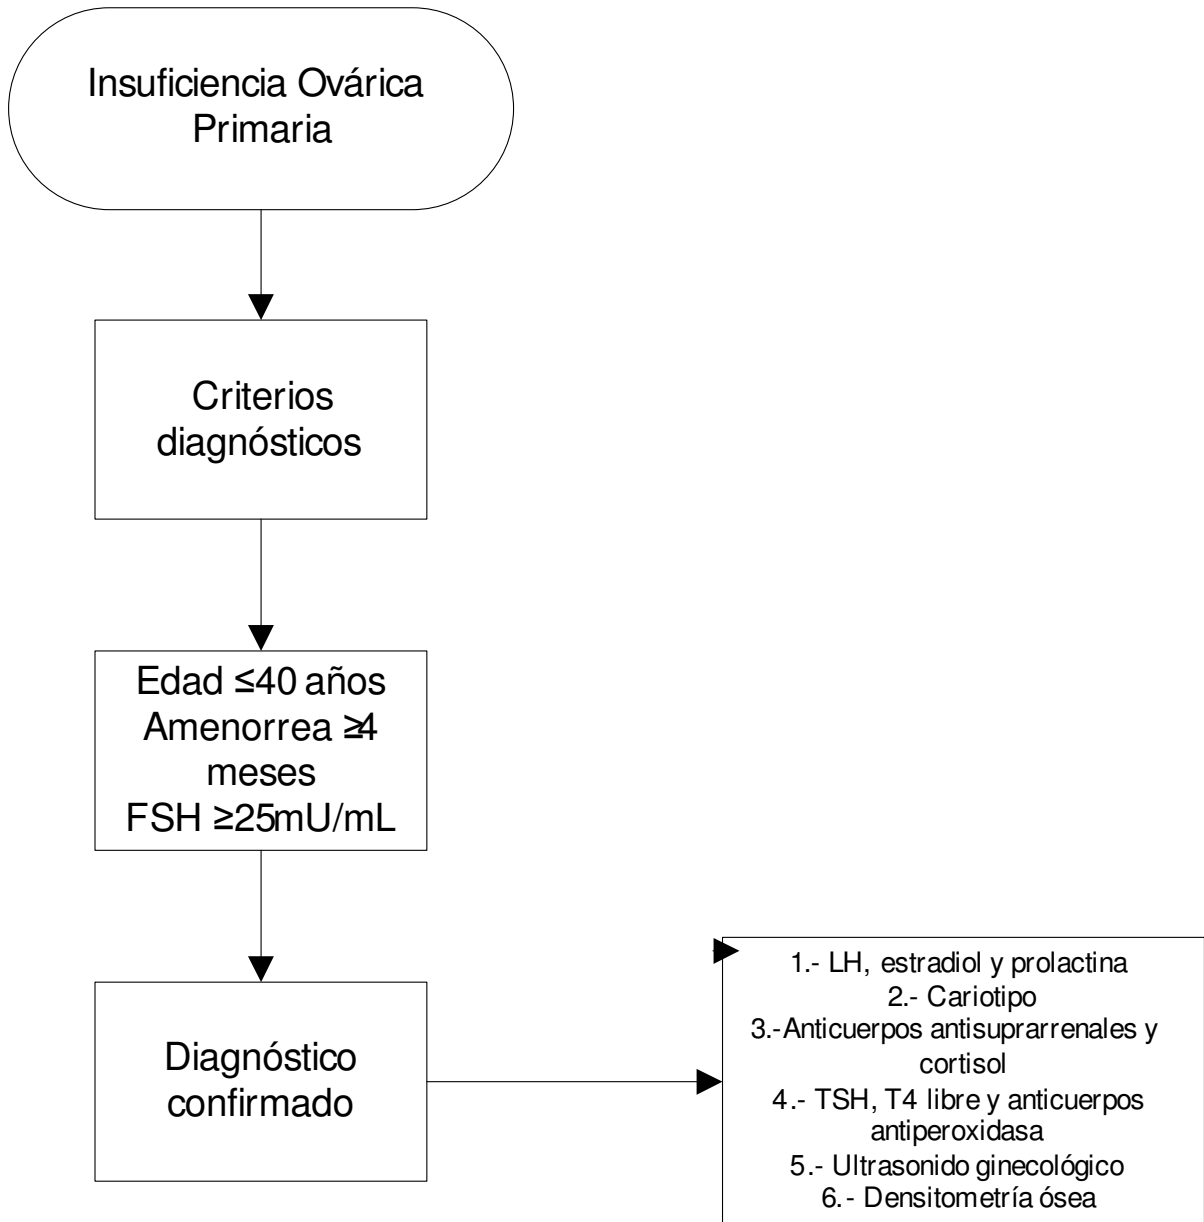 Insuficiencia Ovárica
Primaria
Criterios
diagnósticos
Edad ≤40 años
Amenorrea ≥4
meses
FSH ≥25mU/mL
Diagnóstico
confirmado
1.- LH, estradiol y prolactina
2.- Cariotipo
3.-Anticuerpos antisuprarrenales y
cortisol
4.- TSH, T4 libre y anticuerpos
antiperoxidasa
5.- Ultrasonido ginecológico
6.- Densitometría ósea